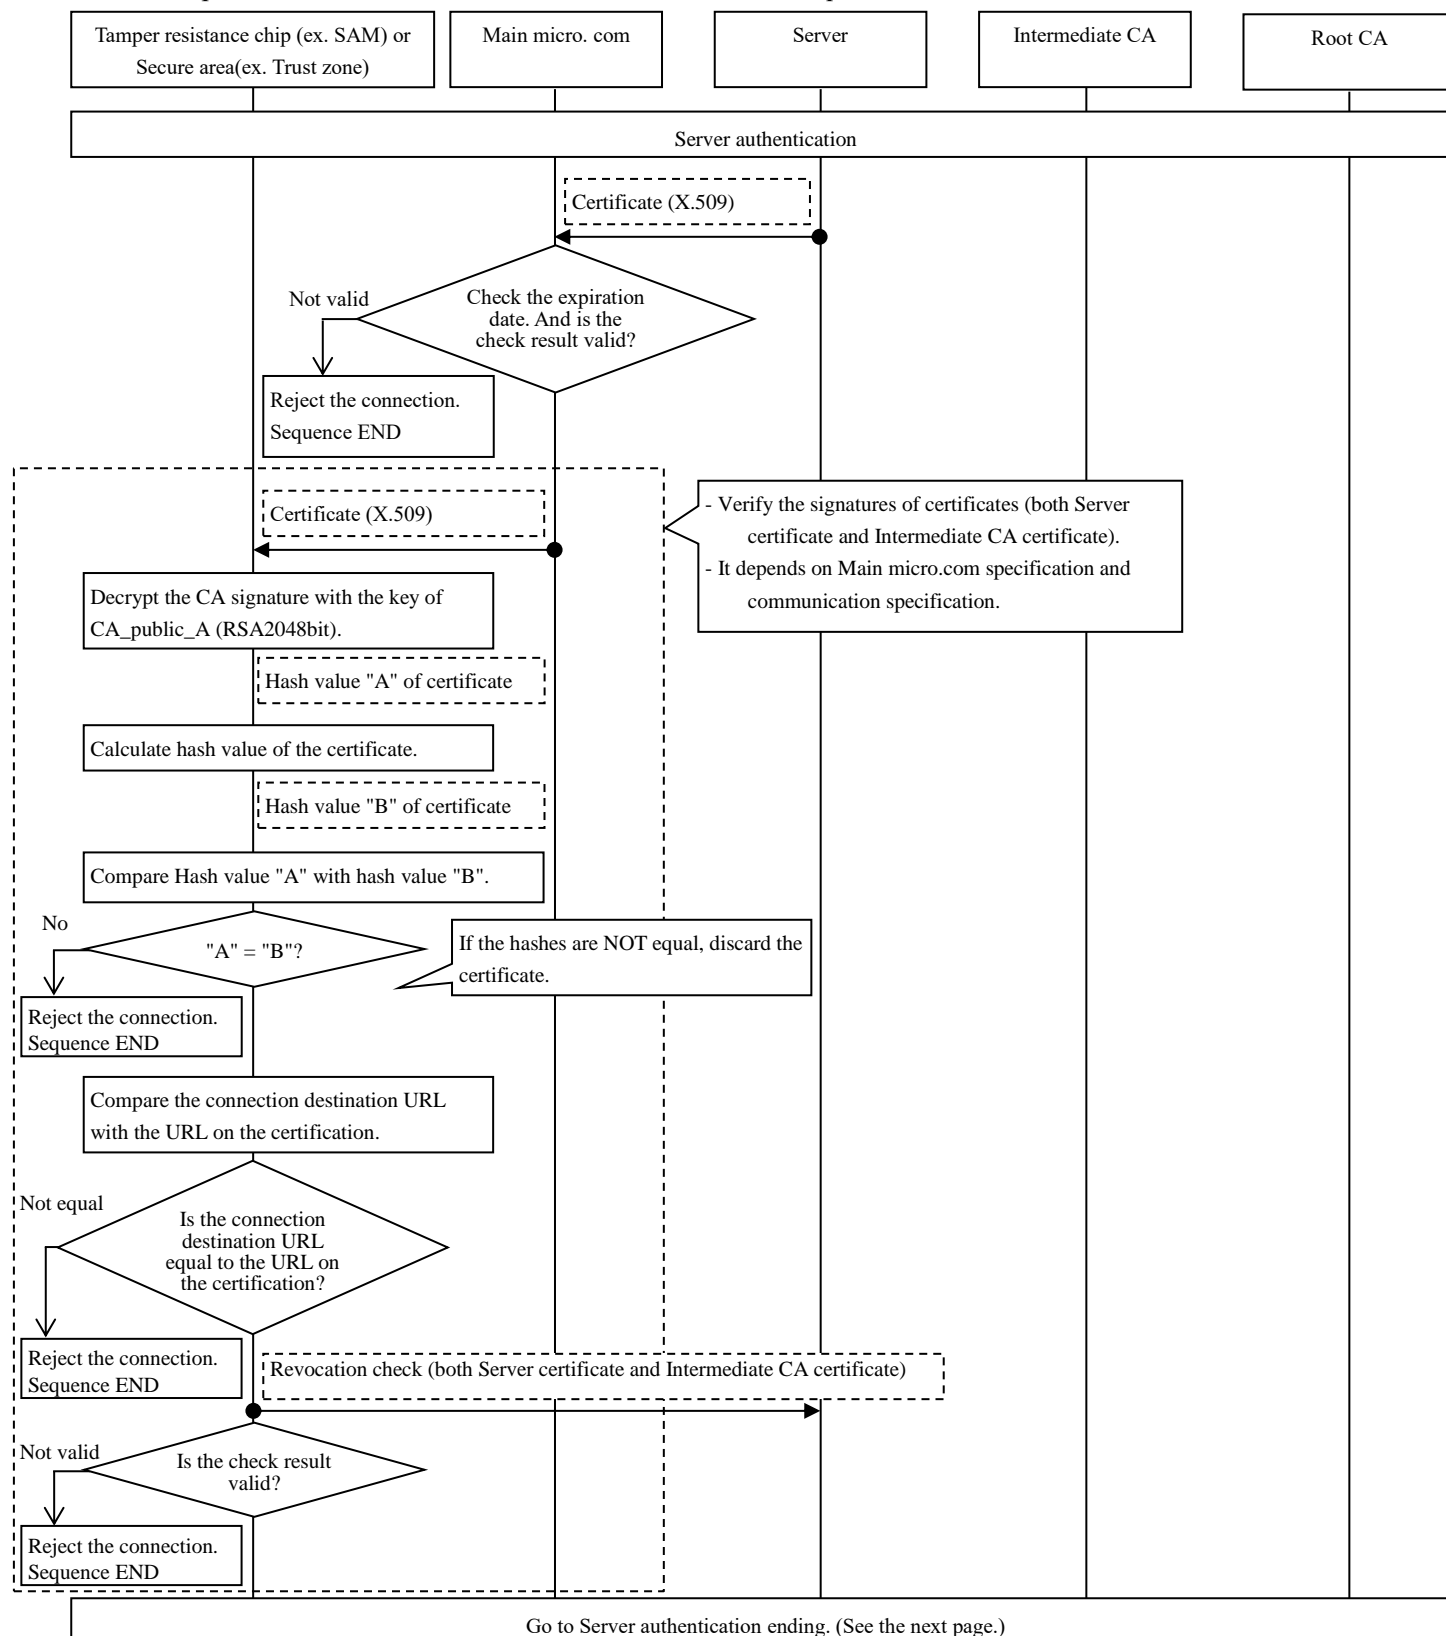 Tamper resistance chip (ex. SAM) or
Secure area(ex. Trust zone)
Main micro. com
Server
Intermediate CA
Root CA
Server authentication
Certificate (X.509)
Not valid
Check the expiration
date. And is the
check result valid?
Reject the connection.
Sequence END
Certificate (X.509)
- Verify the signatures of certificates (both Server
certificate and Intermediate CA certificate).
- It depends on Main micro.com specification and
communication specification.
Decrypt the CA signature with the key of
CA_public_A (RSA2048bit).
Hash value "A" of certificate
Calculate hash value of the certificate.
Hash value "B" of certificate
Compare Hash value "A" with hash value "B".
No
"A" = "B"?
If the hashes are NOT equal, discard the
certificate.
Reject the connection.
Sequence END
Compare the connection destination URL
with the URL on the certification.
Not equal
Is the connection
destination URL
equal to the URL on
the certification?
Reject the connection.
Sequence END
Revocation check (both Server certificate and Intermediate CA certificate)
Not valid
Is the check result
valid?
Reject the connection.
Sequence END
Go to Server authentication ending. (See the next page.)